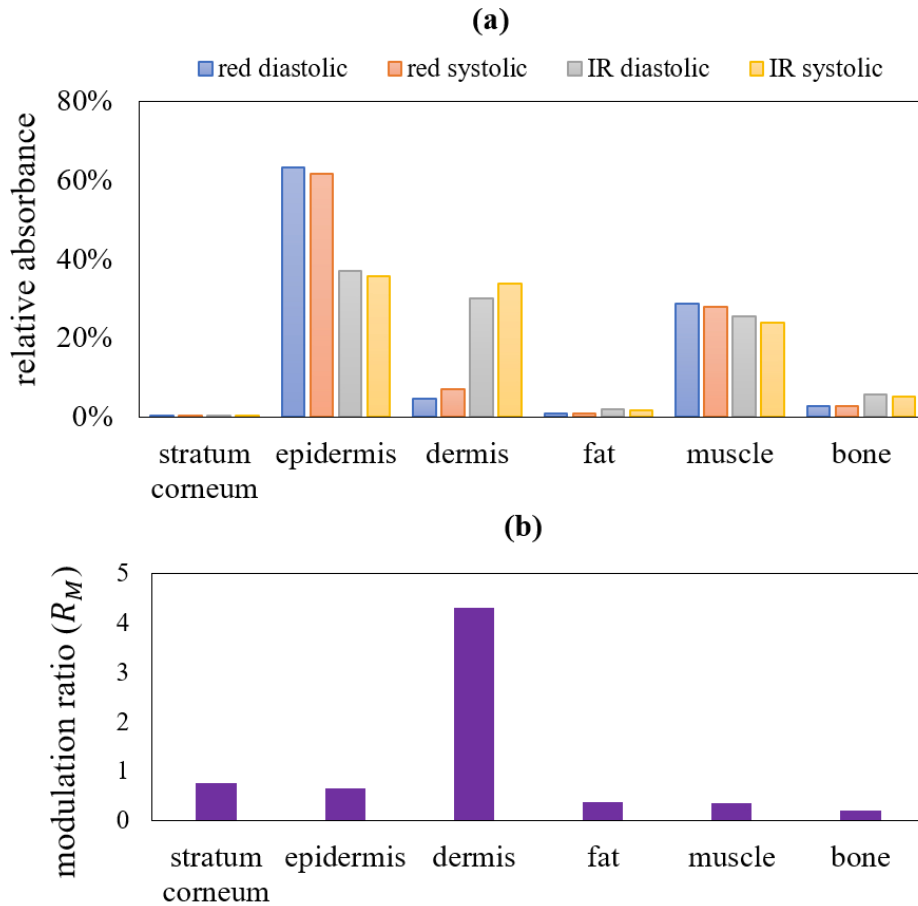 (a)
red diastolic red systolic IR diastolic IR systolic
relative absorbance
80%
60%
40%
20%
0%
stratum corneum epidermis dermis fat muscle bone
(b)
modulation ratio (R_M)
5
4
3
2
1
0
stratum corneum epidermis dermis fat muscle bone